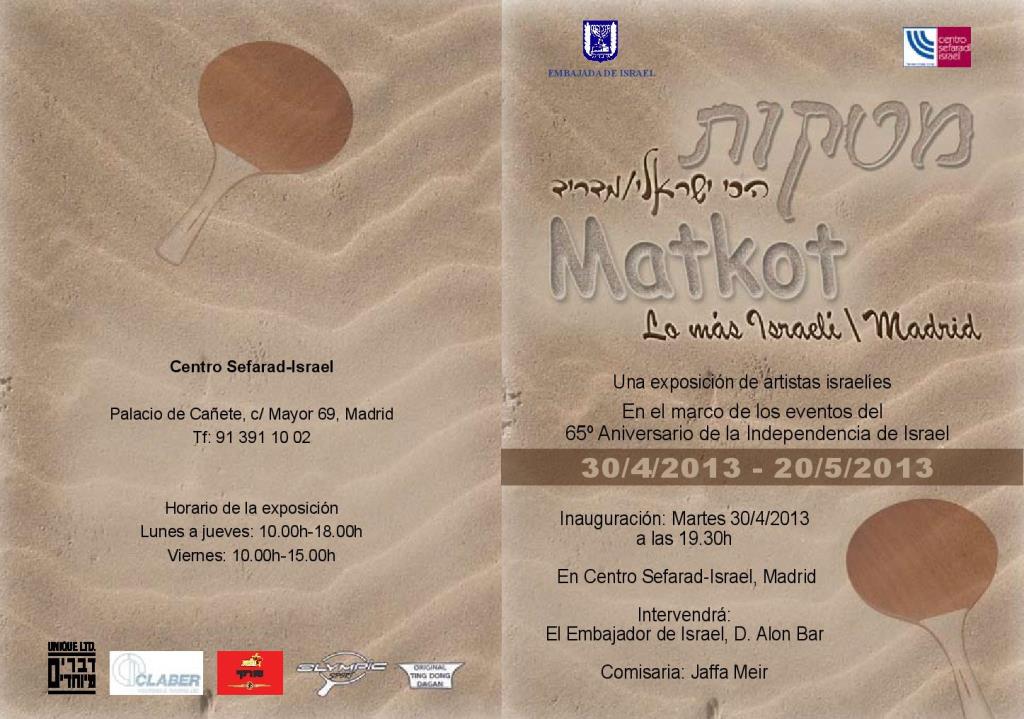 Centro Sefarad-Israel
Palacio de Cañete, c/ Mayor 69, Madrid
Tf: 91 391 10 02
Horario de la exposición
Lunes a jueves: 10.00h-18.00h
Viernes: 10.00h-15.00h
UNIQUE LTD.
דברים
מיוחדים
CLABER
OLYMPIC
SPORT
ORIGINAL
TING DONG
DAGAN
EMBAJADA DE ISRAEL
centro
sefarad
israel
מטקות
הכי ישראלי/מדריד
Matkot
Lo más Israelí \ Madrid
Una exposición de artistas israelíes
En el marco de los eventos del
65º Aniversario de la Independencia de Israel
30/4/2013 - 20/5/2013
Inauguración: Martes 30/4/2013
a las 19.30h
En Centro Sefarad-Israel, Madrid
Intervendrá:
El Embajador de Israel, D. Alon Bar
Comisaria: Jaffa Meir